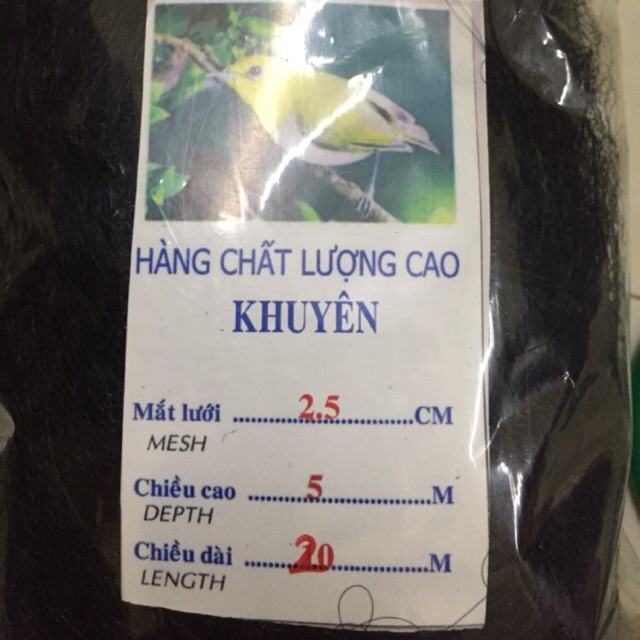 HÀNG CHẤT LƯỢNG CAO
KHUYÊN
Mắt lưới ..........2.5..........CM
MESH
Chiều cao ..........5..........M
DEPTH
Chiều dài ..........20..........M
LENGTH